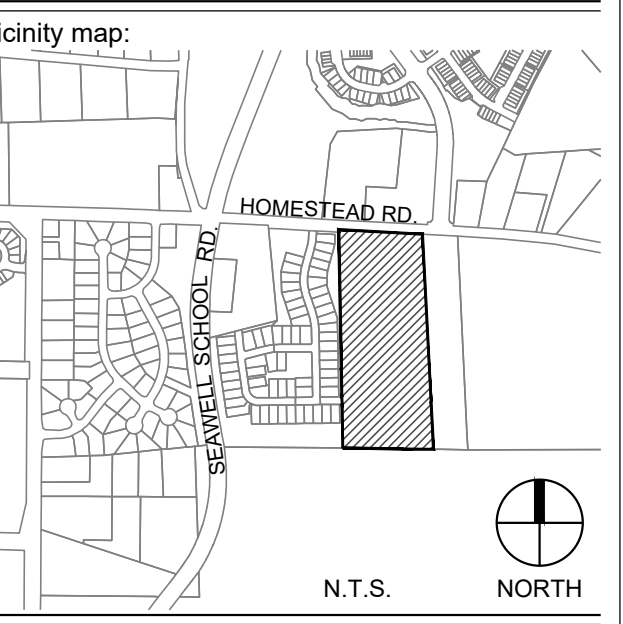 icinity map:
HOMESTEAD RD.
SEAWELL SCHOOL RD.
N.T.S.
NORTH